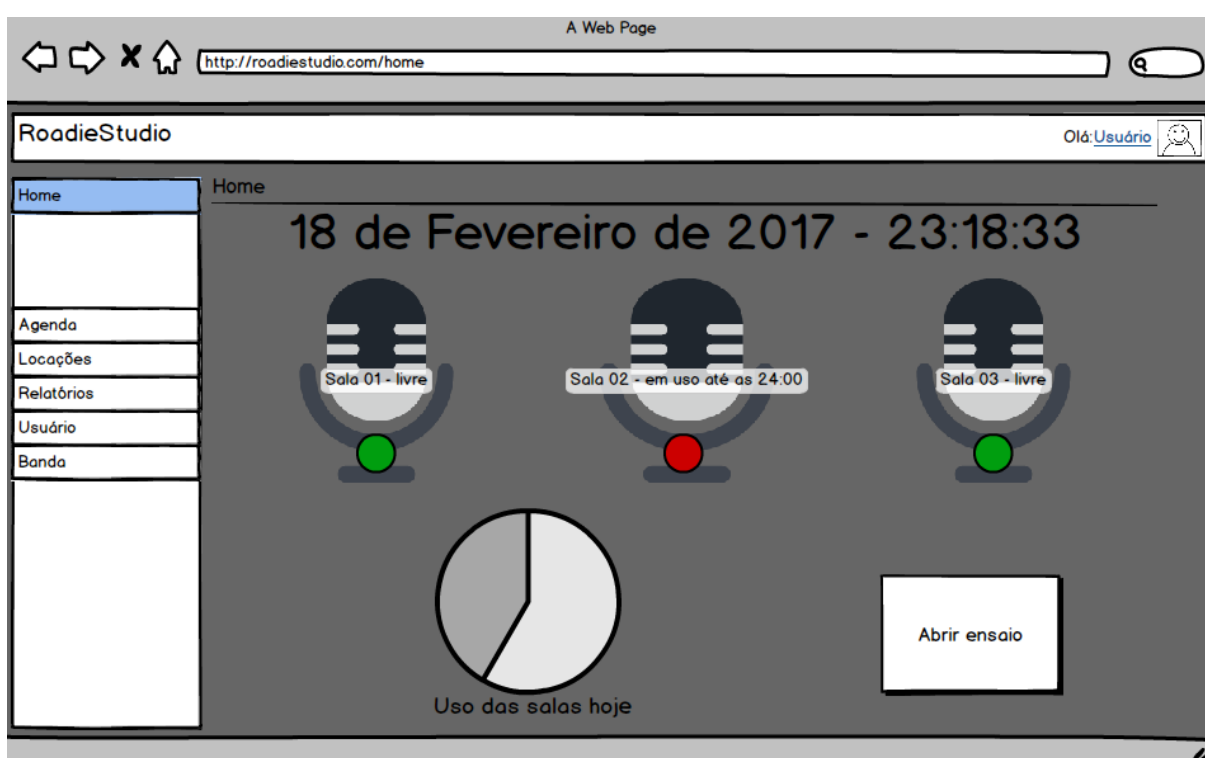 A Web Page
http://roadiestudio.com/home
RoadieStudio
Olá:Usuário
Home
Agenda
Locações
Relatórios
Usuário
Banda
Home
18 de Fevereiro de 2017 - 23:18:33
Sala 01 - livre
Sala 02 - em uso até as 24:00
Sala 03 - livre
Uso das salas hoje
Abrir ensaio